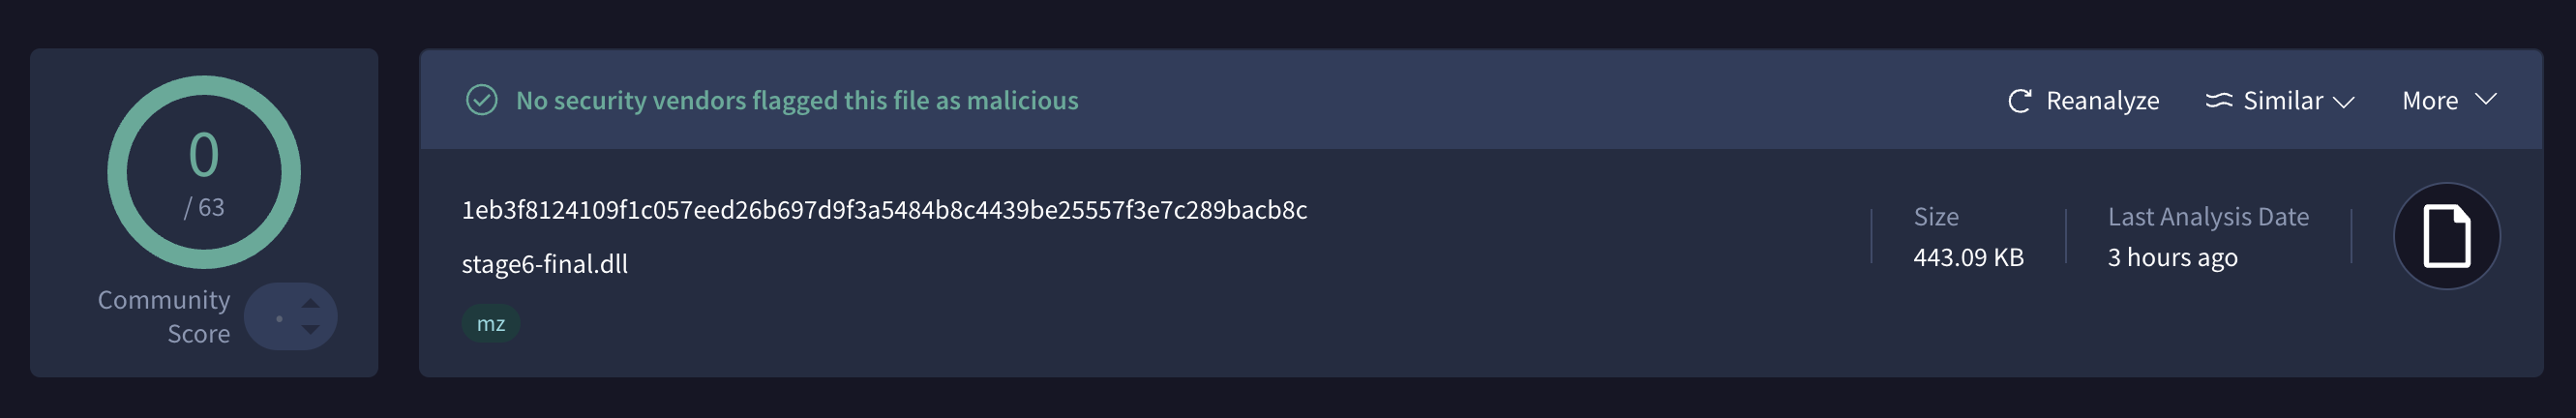 0
/ 63
Community
Score
No security vendors flagged this file as malicious
Reanalyze
Similar
More
1eb3f8124109f1c057eed26b697d9f3a5484b8c4439be25557f3e7c289bacb8c
stage6-final.dll
mz
Size
443.09 KB
Last Analysis Date
3 hours ago